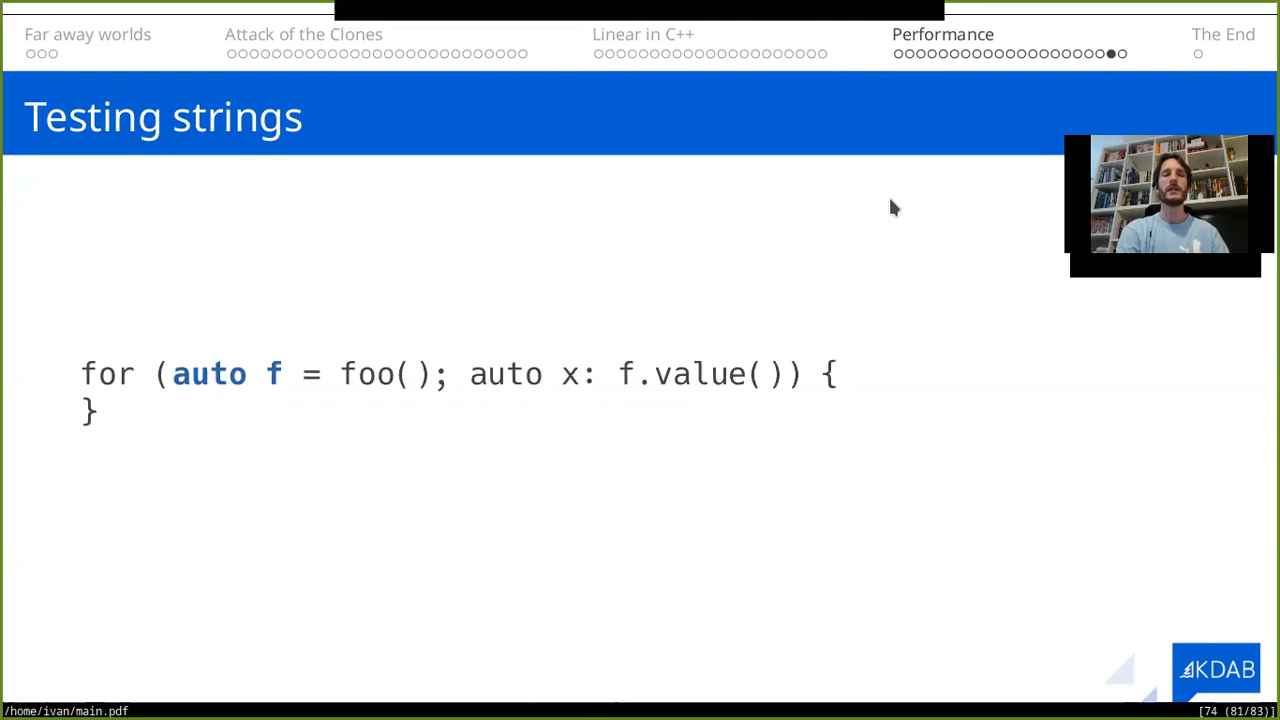 Far away worlds
Attack of the Clones
Linear in C++
Performance
The End
Testing strings
for (auto f = foo(); auto x: f.value()) {
}
KDAB
/home/ivan/main.pdf
[74 (81/83)]